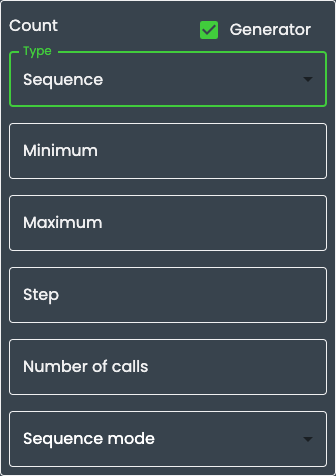 Count
Generator
Type
Sequence
Minimum
Maximum
Step
Number of calls
Sequence mode